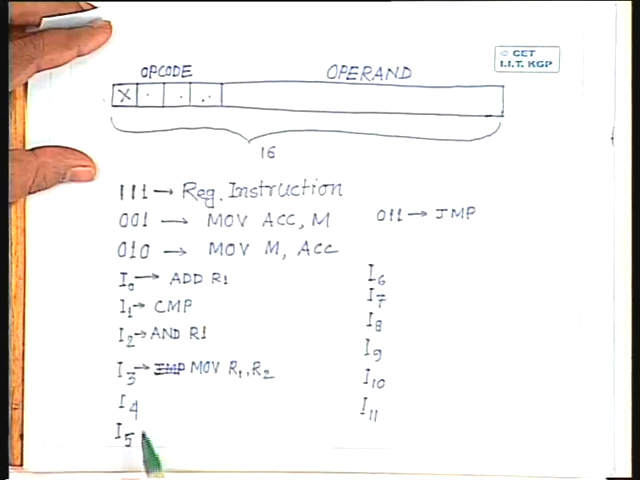 © CET
I.I.T. KGP
OPCODE OPERAND
X . . . .
16
111 → Reg. Instruction
001 → MOV ACC, M 011 → JMP
010 → MOV M, ACC
I0 → ADD R1 I6
I1 → CMP I7
I2 → AND R1 I8
I3 → JMP MOV R1, R2 I9
I4 I10
I5 I11